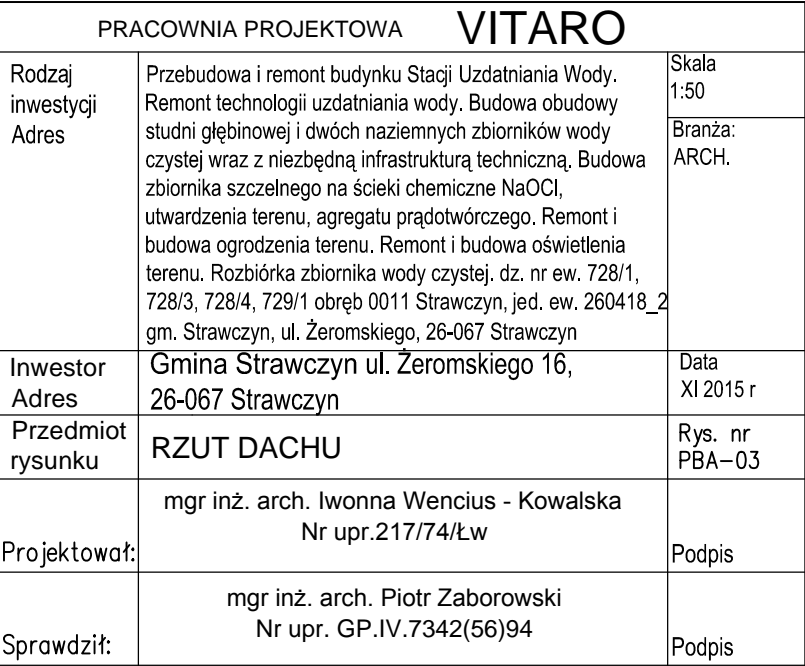 PRACOWNIA PROJEKTOWA VITARO
Rodzaj
inwestycji
Adres
Przebudowa i remont budynku Stacji Uzdatniania Wody.
Remont technologii uzdatniania wody. Budowa obudowy
studni głębinowej i dwóch naziemnych zbiorników wody
czystej wraz z niezbędną infrastrukturą techniczną. Budowa
zbiornika szczelnego na ścieki chemiczne NaOCl,
utwardzenia terenu, agregatu prądotwórczego. Remont i
budowa ogrodzenia terenu. Remont i budowa oświetlenia
terenu. Rozbiórka zbiornika wody czystej. dz. nr ew. 728/1,
728/3, 728/4, 729/1 obręb 0011 Strawczyn, jed. ew. 260418_2
gm. Strawczyn, ul. Żeromskiego, 26-067 Strawczyn
Skala
1:50
Branża:
ARCH.
Inwestor
Adres
Gmina Strawczyn ul. Żeromskiego 16,
26-067 Strawczyn
Data
XI 2015 r
Przedmiot
rysunku
RZUT DACHU
Rys. nr
PBA-03
Projektował:
mgr inż. arch. Iwonna Wencius - Kowalska
Nr upr.217/74/Łw
Podpis
Sprawdził:
mgr inż. arch. Piotr Zaborowski
Nr upr. GP.IV.7342(56)94
Podpis